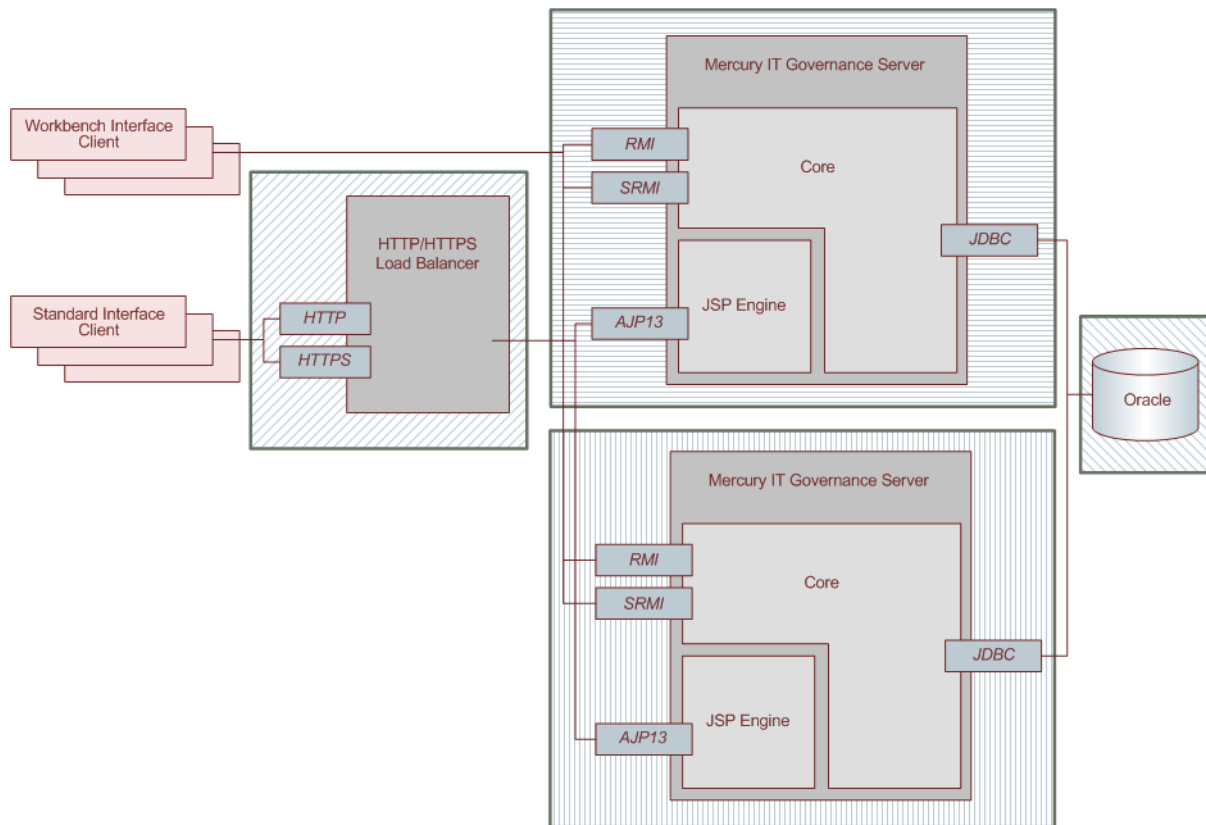 Mercury IT Governance Server
Workbench Interface
Client
RMI
Core
SRMI
HTTP/HTTPS
Load Balancer
JDBC
Standard Interface
Client
HTTP
HTTPS
AJP13
JSP Engine
Oracle
Mercury IT Governance Server
RMI
Core
SRMI
JDBC
JSP Engine
AJP13